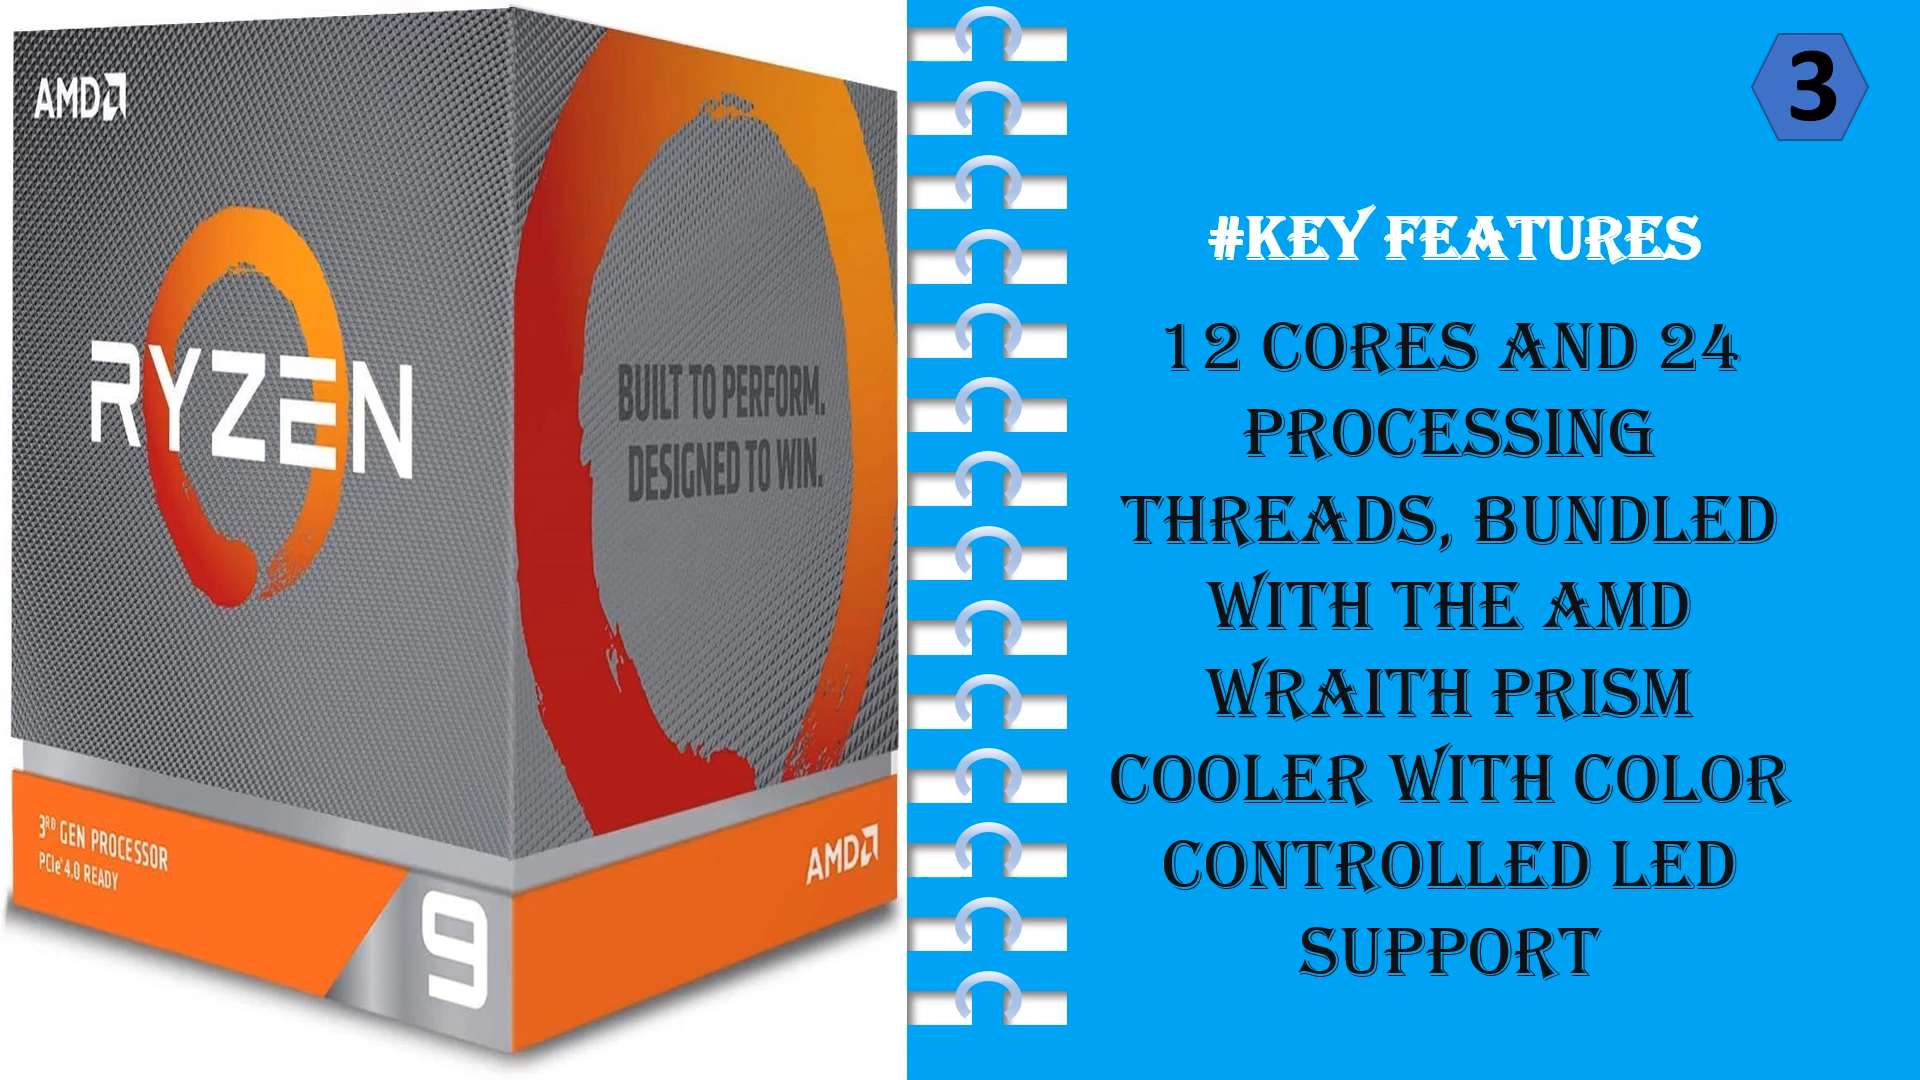 AMD
RYZEN
BUILT TO PERFORM.
DESIGNED TO WIN.
3RD GEN PROCESSOR
PCIe® 4.0 READY
9
AMD
3
#KEY FEATURES
12 CORES AND 24
PROCESSING
THREADS, BUNDLED
WITH THE AMD
WRAITH PRISM
COOLER WITH COLOR
CONTROLLED LED
SUPPORT